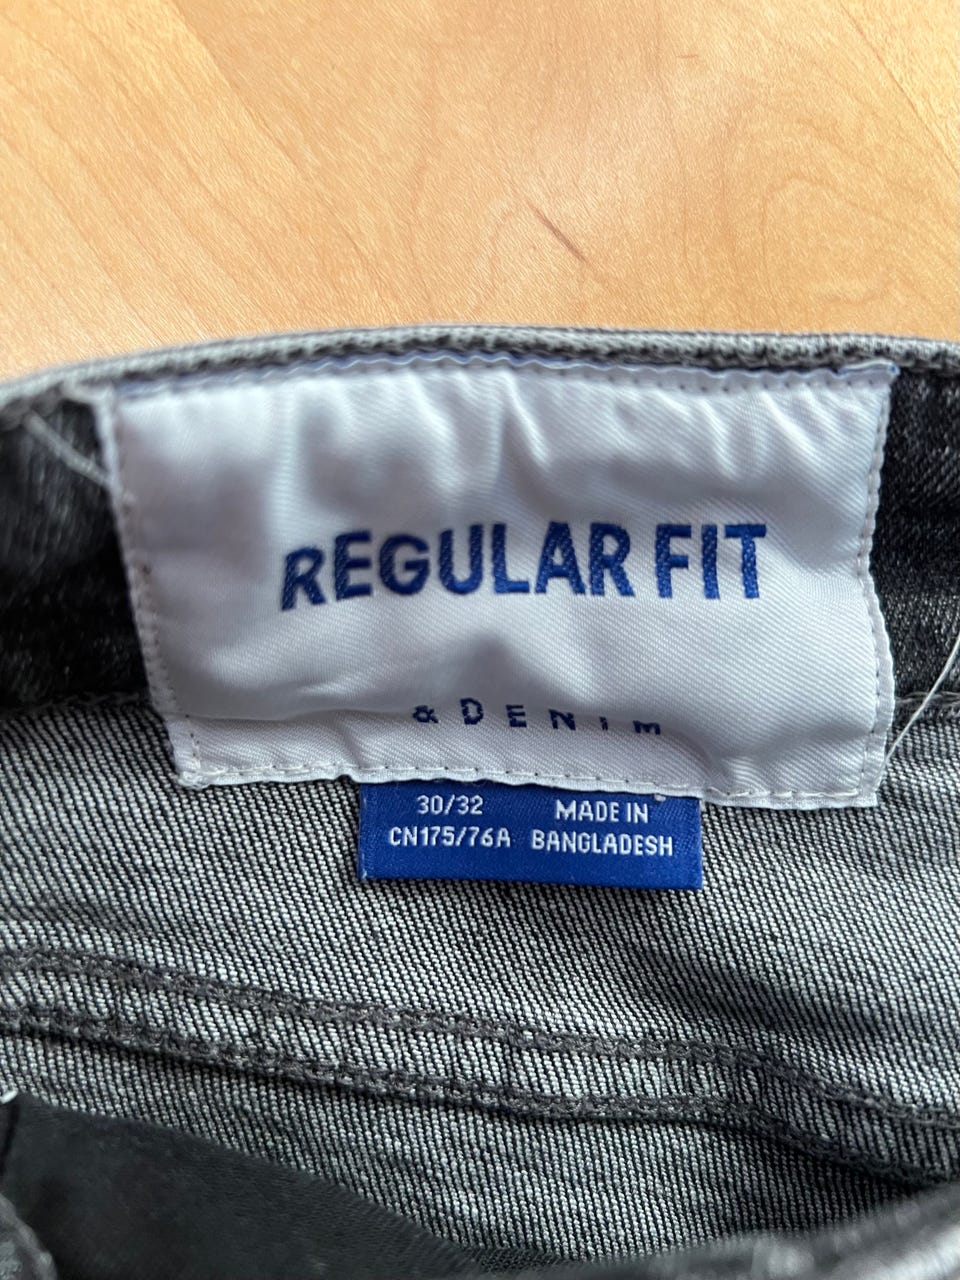 REGULAR FIT
& DENIM
30/32
CN175/76A
MADE IN
BANGLADESH